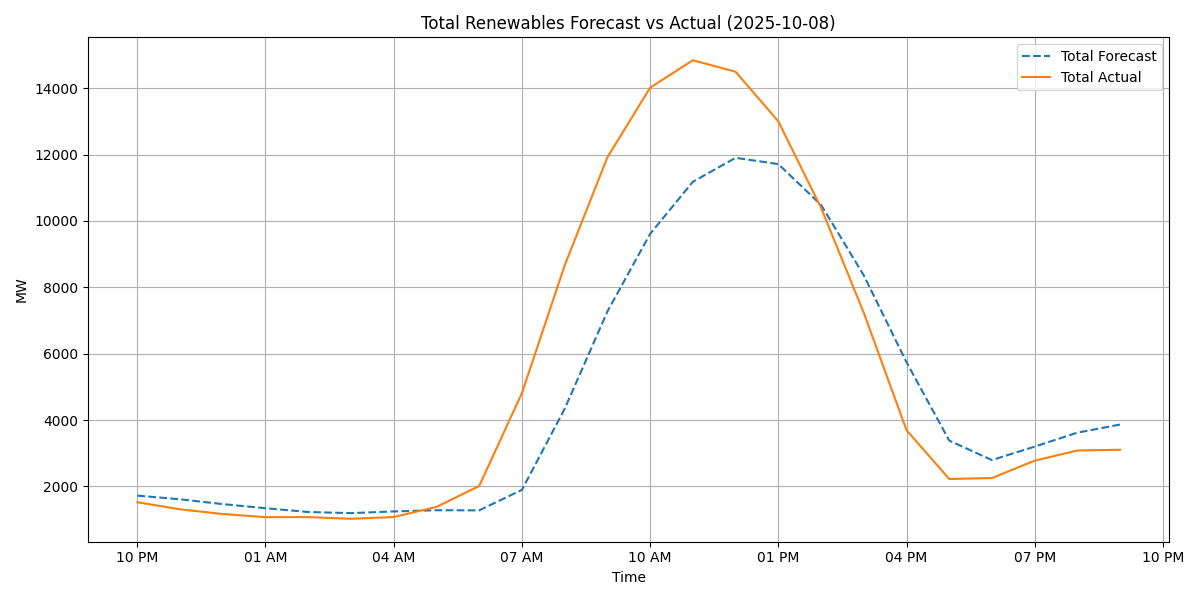 Total Renewables Forecast vs Actual (2025-10-08)
Total Forecast
Total Actual
14000
12000
10000
8000
6000
4000
2000
MW
10 PM 01 AM 04 AM 07 AM 10 AM 01 PM 04 PM 07 PM 10 PM
Time